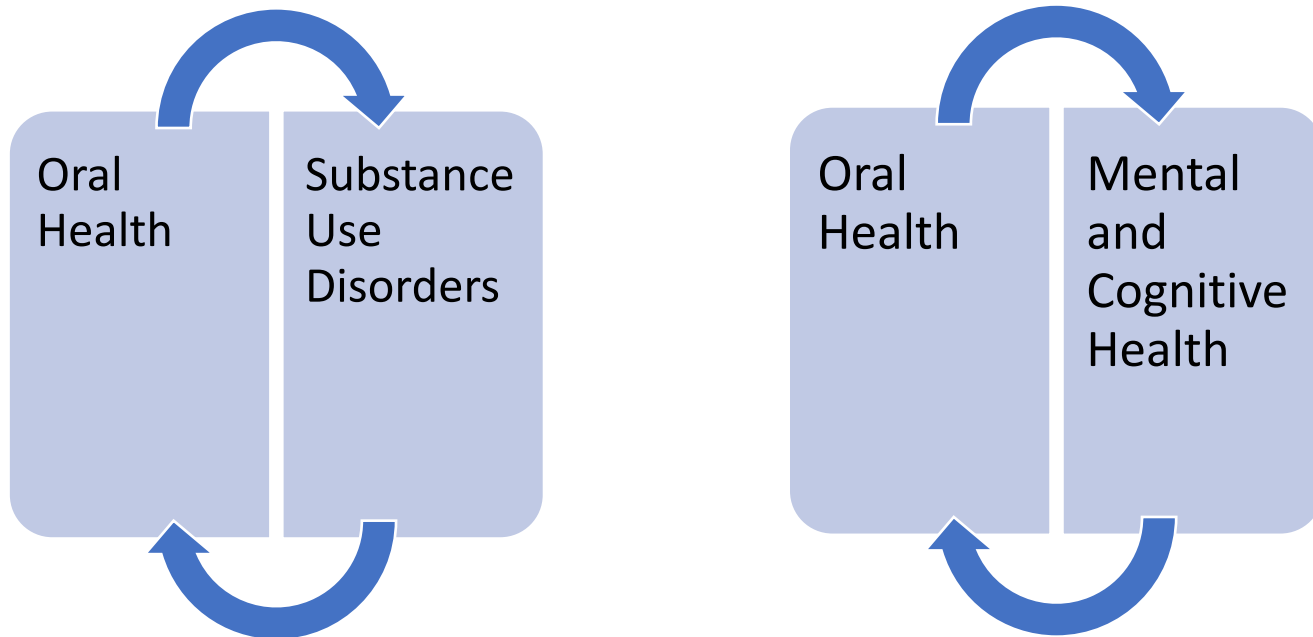 Oral
Health
Substance
Use
Disorders
Oral
Health
Mental
and
Cognitive
Health